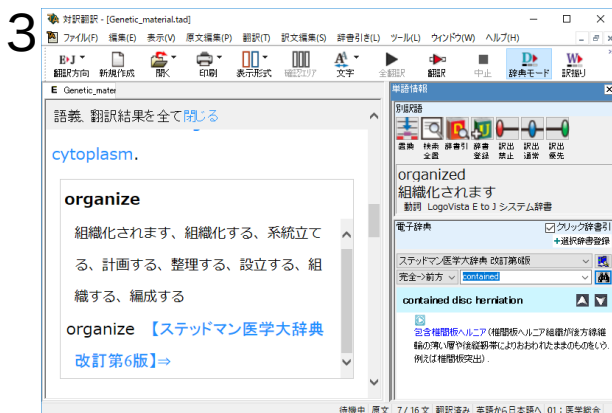 3
対訳翻訳 - [Genetic_material.tad]
ファイル(F) 編集(E) 表示(V) 原文編集(P) 翻訳(T) 訳文編集(S) 辞書引き(L) ツール(L) ウィンドウ(W) ヘルプ(H)
E›J
翻訳方向 新規作成 開く 印刷 表示形式 確認ｴﾘｱ 文字 全翻訳 翻訳 中止 辞典モード 訳振り
E Genetic_mater
単語情報
語義、翻訳結果を全て閉じる
別訳語
置換 検索全置 辞書引 辞書登録 訳出禁止 訳出通常 訳出優先
cytoplasm.
organized
組織化されます
動詞 LogoVista E to J システム辞書
organize
組織化されます、組織化する、系統立て
る、計画する、整理する、設立する、組
織する、編成する
organize 【ステッドマン医学大辞典
改訂第6版】⇒
電子辞典 クリック辞書引
+選択辞書登録
ステッドマン医学大辞典 改訂第6版
完全->前方 contained
contained disc herniation
包含椎間板ヘルニア(椎間板ヘルニア組織が後方線維
輪の薄い層や後縦靭帯によりおおわれたままのものをいう.
例えば椎間板突出).
待機中 原文 7 / 16 文 翻訳済み 英語から日本語へ 01 : 医学総合